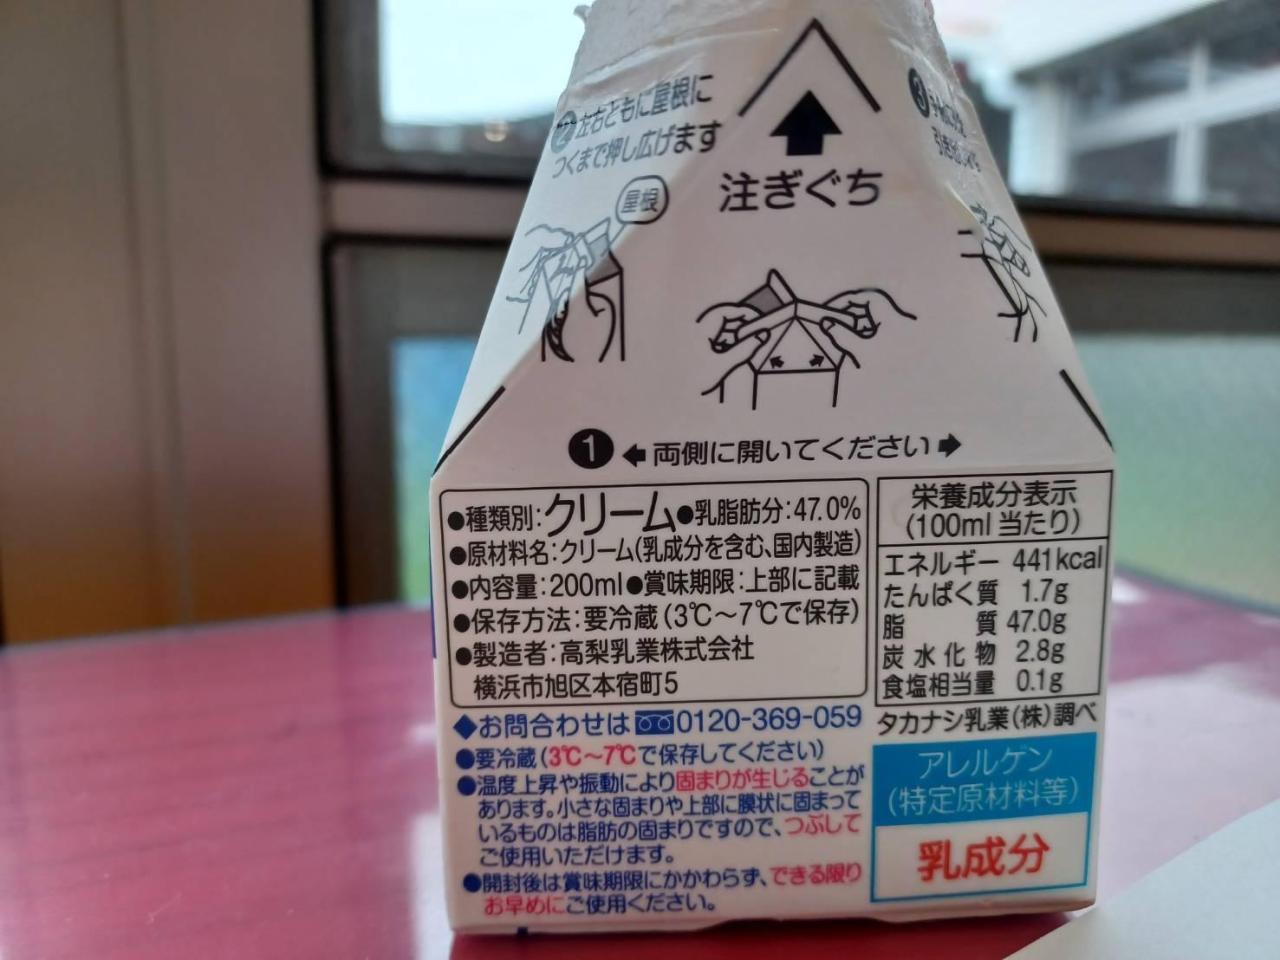 ②左右ともに屋根に
つくまで押し広げます
屋根
注ぎぐち
③
❶ ←両側に開いてください→
●種類別:クリーム●乳脂肪分:47.0%
●原材料名:クリーム(乳成分を含む、国内製造)
●内容量:200ml●賞味期限:上部に記載
●保存方法:要冷蔵(3℃~7℃で保存)
●製造者:高梨乳業株式会社
横浜市旭区本宿町5
栄養成分表示
(100ml当たり)
エネルギー 441kcal
たんぱく質 1.7g
脂質 47.0g
炭水化物 2.8g
食塩相当量 0.1g
タカナシ乳業(株)調べ
◆お問合わせは 0120-369-059
●要冷蔵(3℃~7℃で保存してください)
●温度上昇や振動により固まりが生じることが
あります。小さな固まりや上部に膜状に固まって
いるものは脂肪の固まりですので、つぶして
ご使用いただけます。
●開封後は賞味期限にかかわらず、できる限り
お早めにご使用ください。
アレルゲン
(特定原材料等)
乳成分